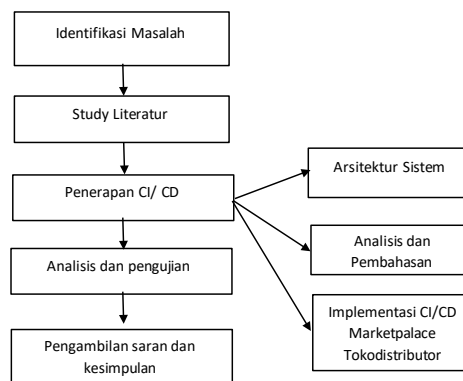 Identifikasi Masalah
Study Literatur
Penerapan CI/ CD
Analisis dan pengujian
Pengambilan saran dan
kesimpulan
Arsitektur Sistem
Analisis dan
Pembahasan
Implementasi CI/CD
Marketpalace
Tokodistributor